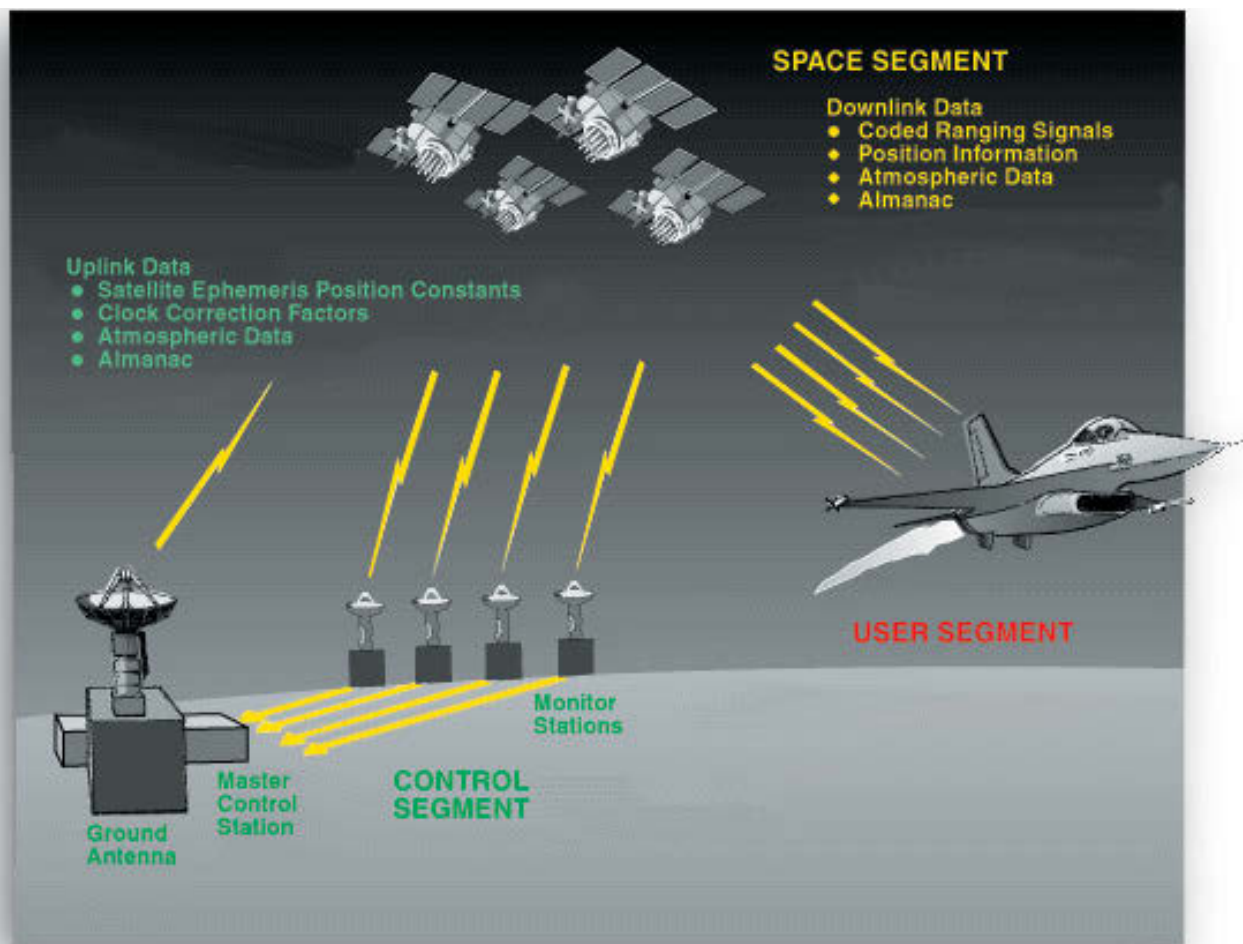 SPACE SEGMENT
Downlink Data
● Coded Ranging Signals
◆ Position Information
◆ Atmospheric Data
◆ Almanac
Uplink Data
● Satellite Ephemeris Position Constants
● Clock Correction Factors
● Atmospheric Data
● Almanac
USER SEGMENT
Monitor
Stations
CONTROL
SEGMENT
Master
Control
Station
Ground
Antenna